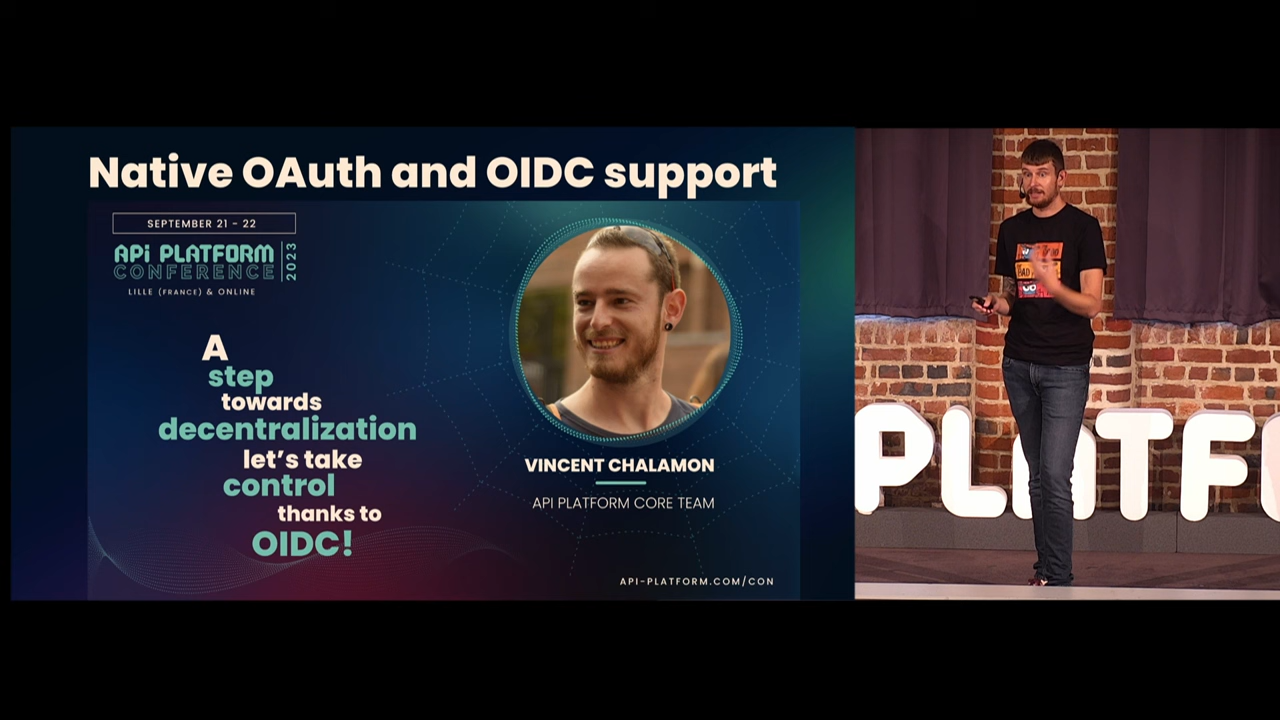 Native OAuth and OIDC support
SEPTEMBER 21 - 22
APi PLATFORM
CONFERENCE
2023
LILLE (FRANCE) & ONLINE
A
step
towards
decentralization
let's take
control
thanks to
OIDC!
VINCENT CHALAMON
API PLATFORM CORE TEAM
API-PLATFORM.COM/CON
PLATF